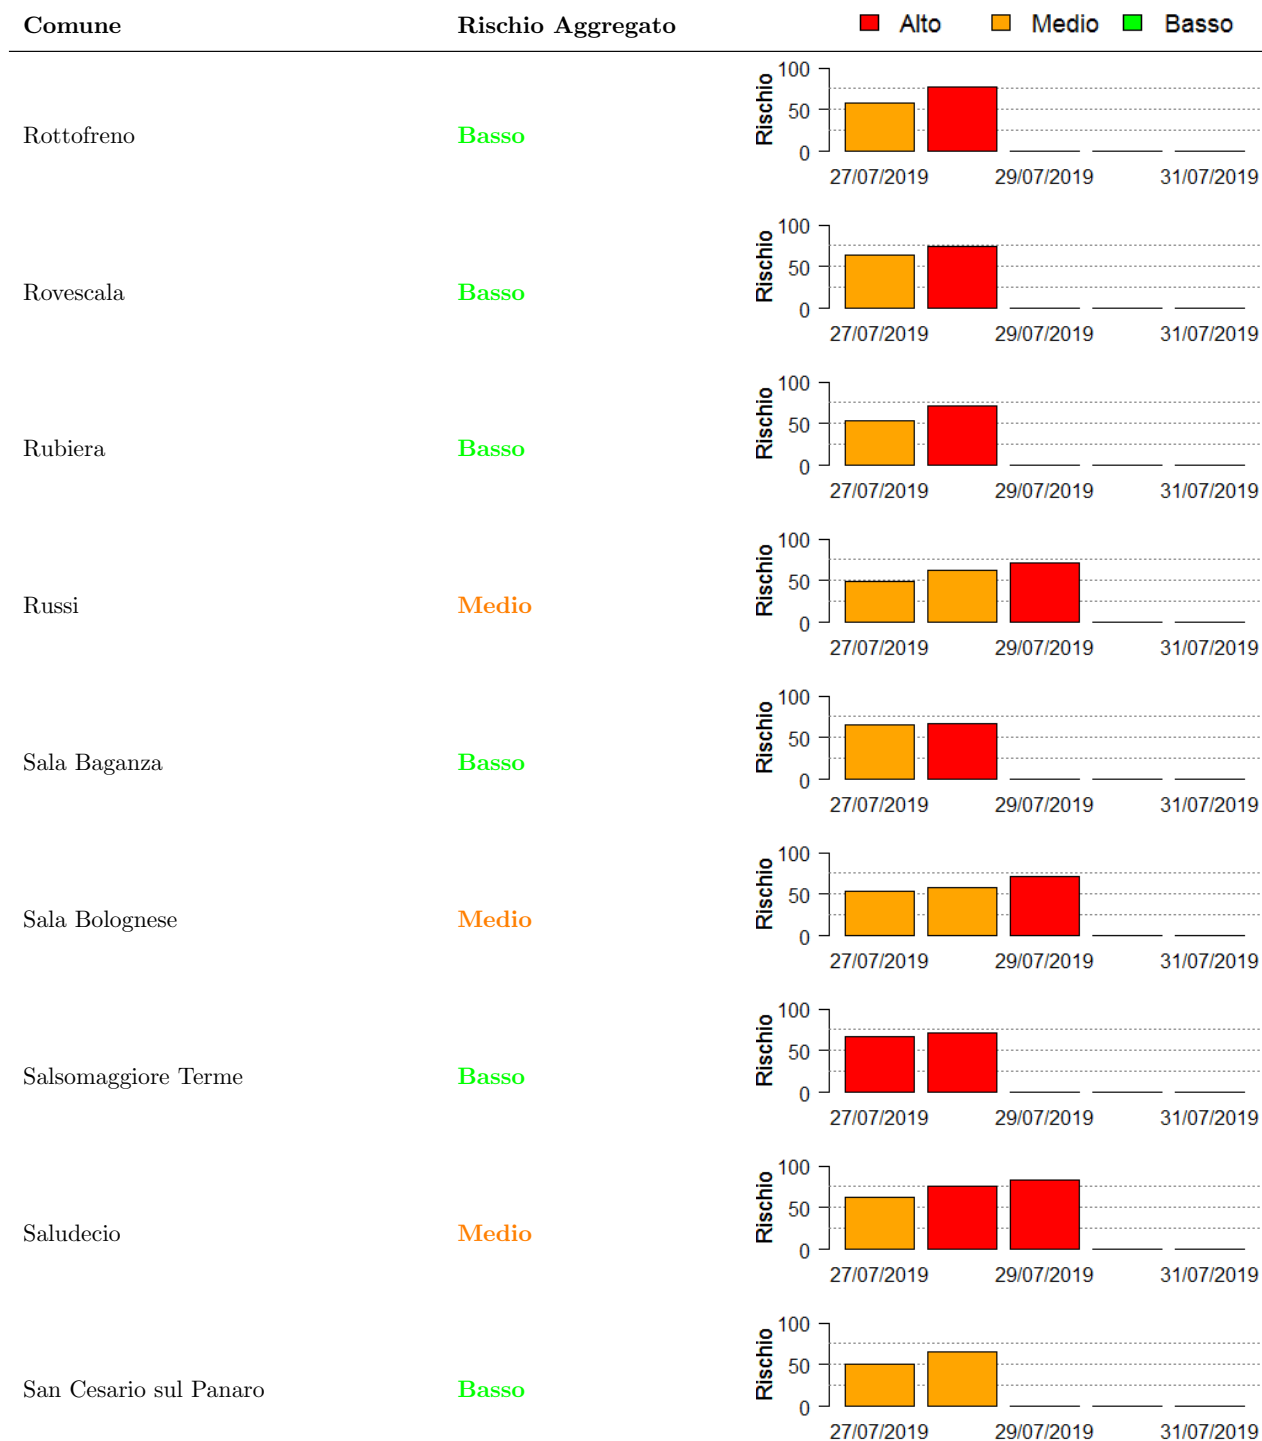 Comune Rischio Aggregato Alto Medio Basso
Rottofreno Basso Rischio 100 50 0
27/07/2019 29/07/2019 31/07/2019
Rovescala Basso Rischio 100 50 0
27/07/2019 29/07/2019 31/07/2019
Rubiera Basso Rischio 100 50 0
27/07/2019 29/07/2019 31/07/2019
Russi Medio Rischio 100 50 0
27/07/2019 29/07/2019 31/07/2019
Sala Baganza Basso Rischio 100 50 0
27/07/2019 29/07/2019 31/07/2019
Sala Bolognese Medio Rischio 100 50 0
27/07/2019 29/07/2019 31/07/2019
Salsomaggiore Terme Basso Rischio 100 50 0
27/07/2019 29/07/2019 31/07/2019
Saludecio Medio Rischio 100 50 0
27/07/2019 29/07/2019 31/07/2019
San Cesario sul Panaro Basso Rischio 100 50 0
27/07/2019 29/07/2019 31/07/2019